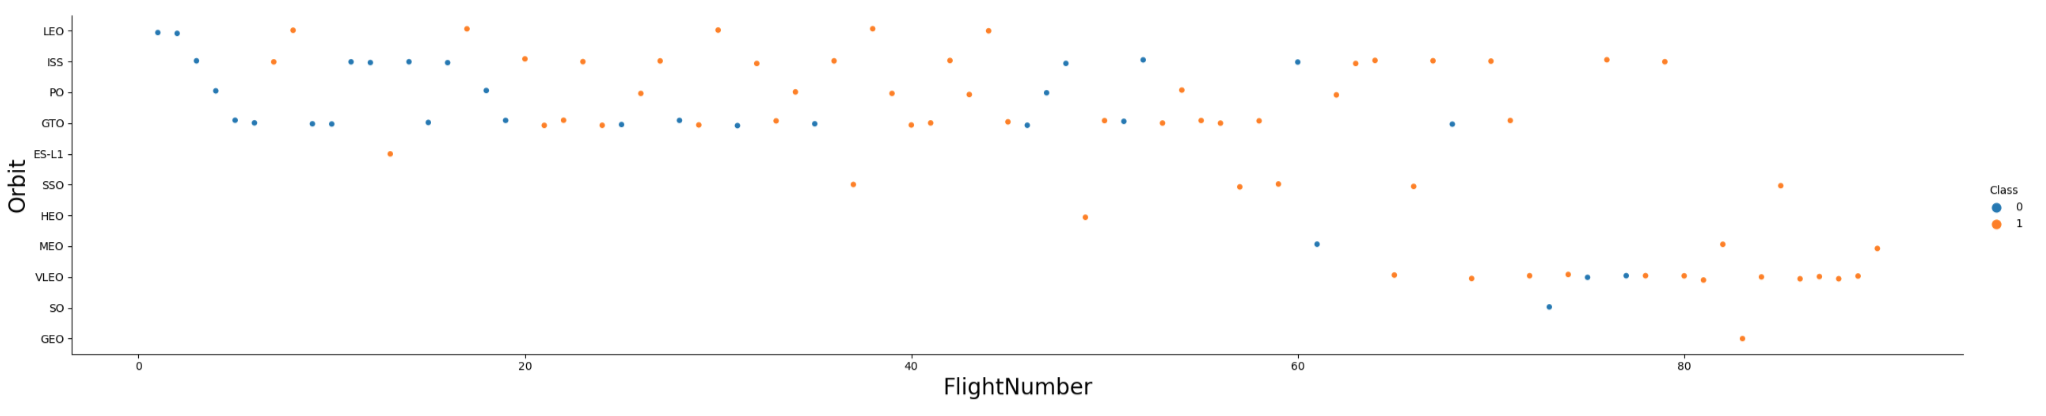 LEO
ISS
PO
GTO
ES-L1
SSO
HEO
MEO
VLEO
SO
GEO
Orbit
0 20 40 60 80
FlightNumber
Class
0
1